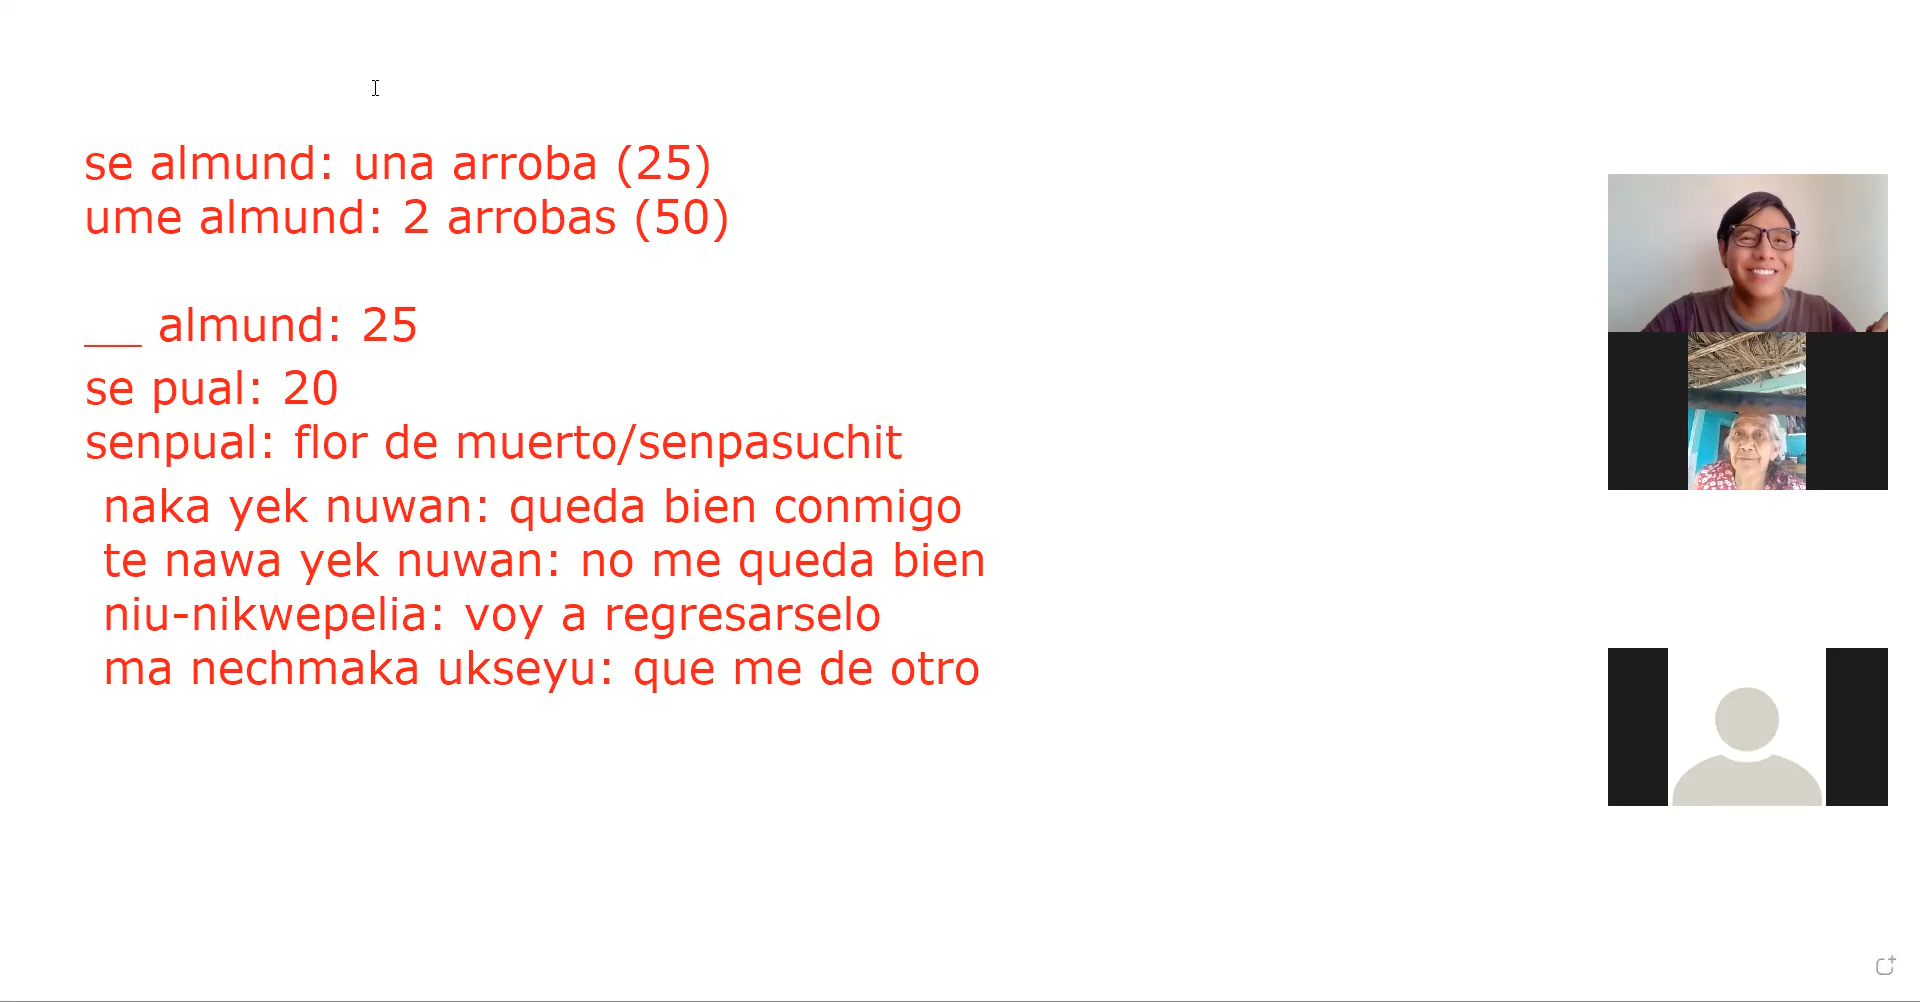 se almund: una arroba (25)
ume almund: 2 arrobas (50)
__ almund: 25
se pual: 20
senpual: flor de muerto/senpasuchit
naka yek nuwan: queda bien conmigo
te nawa yek nuwan: no me queda bien
niu-nikwepelia: voy a regresarselo
ma nechmaka ukseyu: que me de otro